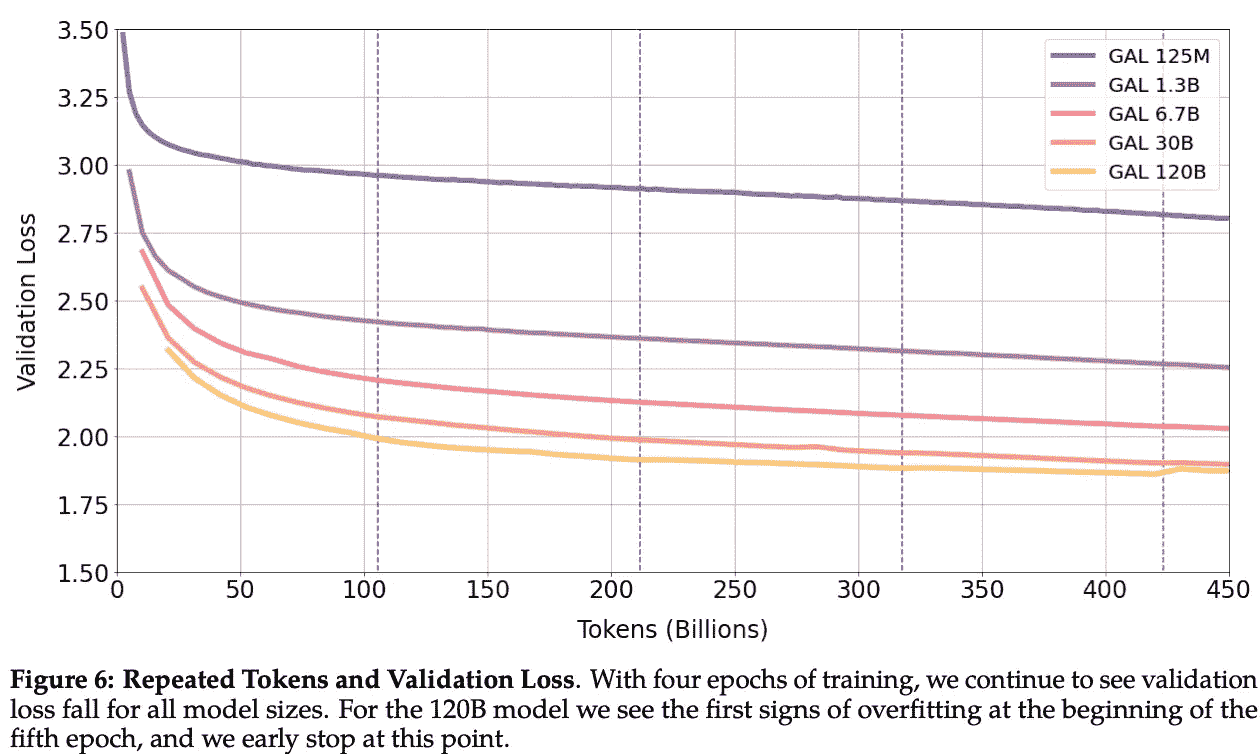 3.50
3.25
3.00
2.75
2.50
2.25
2.00
1.75
1.50
Validation Loss
GAL 125M
GAL 1.3B
GAL 6.7B
GAL 30B
GAL 120B
0 50 100 150 200 250 300 350 400 450
Tokens (Billions)
Figure 6: Repeated Tokens and Validation Loss. With four epochs of training, we continue to see validation
loss fall for all model sizes. For the 120B model we see the first signs of overfitting at the beginning of the
fifth epoch, and we early stop at this point.